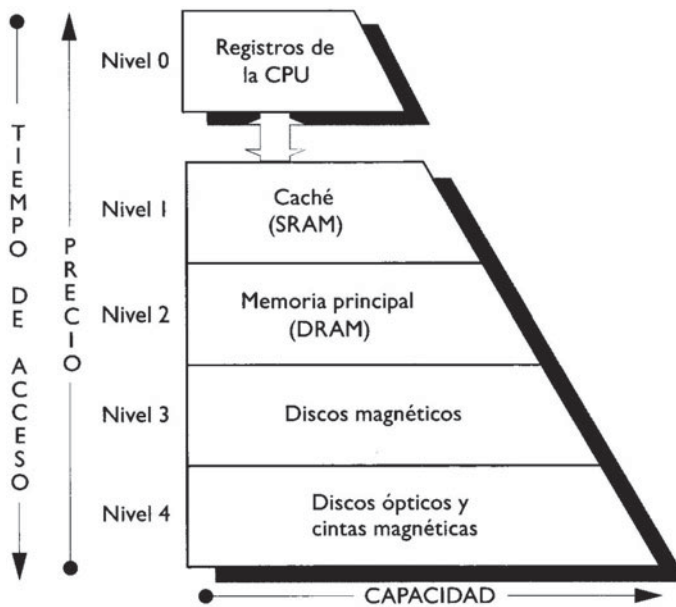 Nivel 0
Registros de
la CPU
Nivel 1
Caché
(SRAM)
Nivel 2
Memoria principal
(DRAM)
Nivel 3
Discos magnéticos
Nivel 4
Discos ópticos y
cintas magnéticas
TIEMPO DE ACCESO
PRECIO
CAPACIDAD